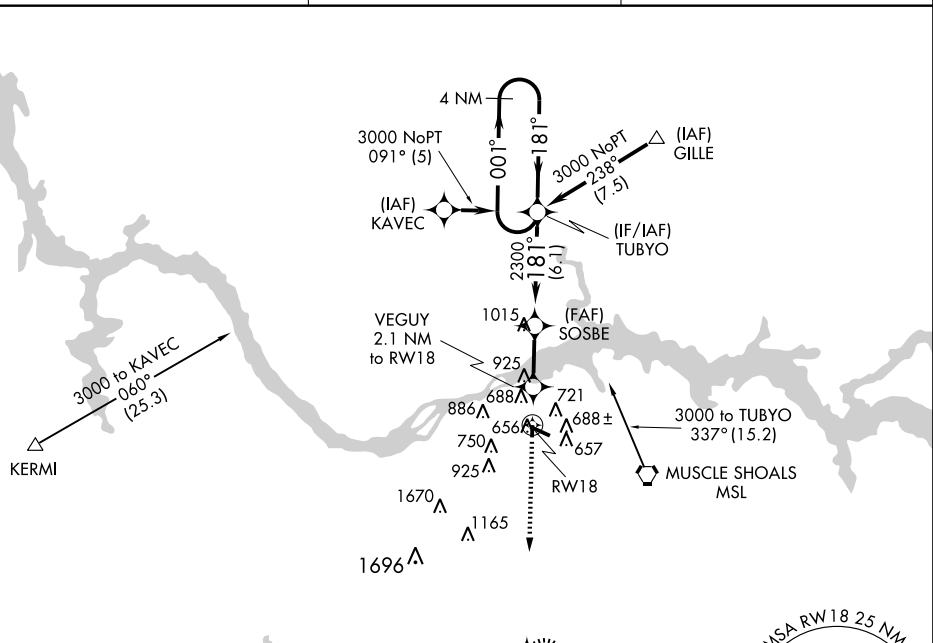 4 NM
3000 NoPT
091° (5)
001°
181°
3000 NoPT
238°
(7.5)
(IAF)
GILLE
(IAF)
KAVEC
(IF/IAF)
TUBYO
2300
181°
(6.1)
1015
(FAF)
SOSBE
VEGUY
2.1 NM
to RW18
3000 to KAVEC
060°
(25.3)
KERMI
925
688
721
886
656
688±
750
657
925
RW18
3000 to TUBYO
337° (15.2)
MUSCLE SHOALS
MSL
1670
1165
1696
MSA RW18 25 NM